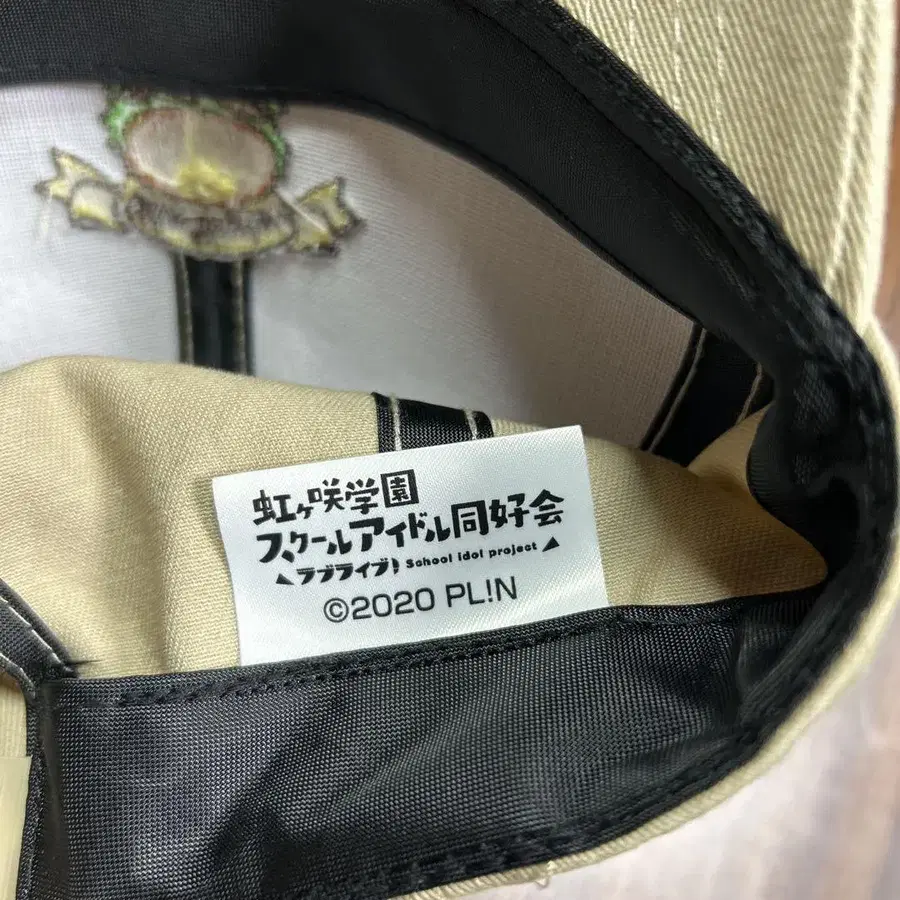 虹ヶ咲学園
スクールアイドル同好会
ラブライブ! School idol project
©2020 PL!N